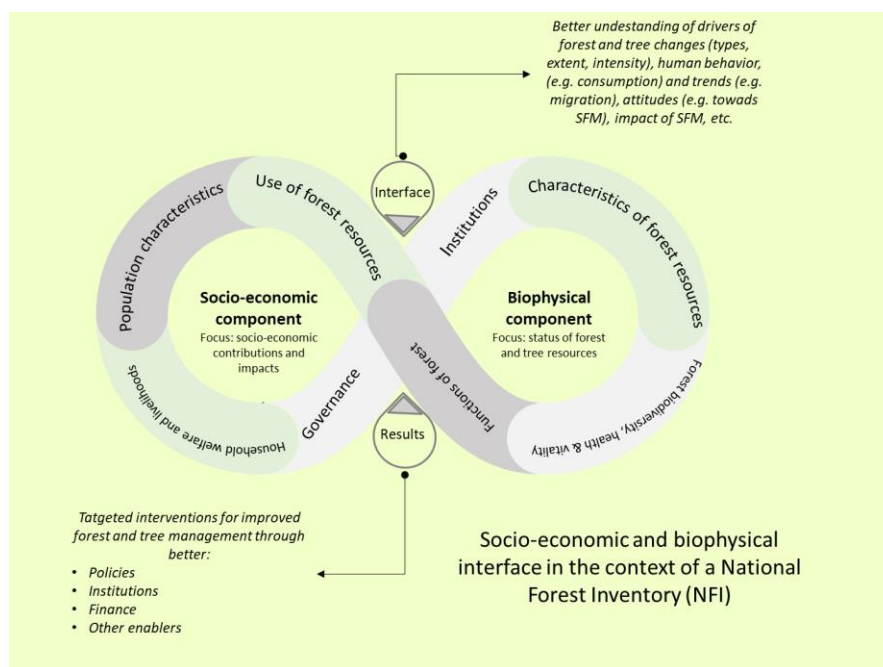 Better undestanding of drivers of
forest and tree changes (types,
extent, intensity), human behavior,
(e.g. consumption) and trends (e.g.
migration), attitudes (e.g. towads
SFM), impact of SFM, etc.
Interface
Population characteristics
Use of forest resources
Institutions
Characteristics of forest resources
Socio-economic
component
Focus: socio-economic
contributions and
impacts
Biophysical
component
Focus: status of forest
and tree resources
Household welfare and livelihoods
Governance
Functions of forest
Forest biodiversity, health & vitality
Results
Tatgeted interventions for improved
forest and tree management through
better:
• Policies
• Institutions
• Finance
• Other enablers
Socio-economic and biophysical
interface in the context of a National
Forest Inventory (NFI)